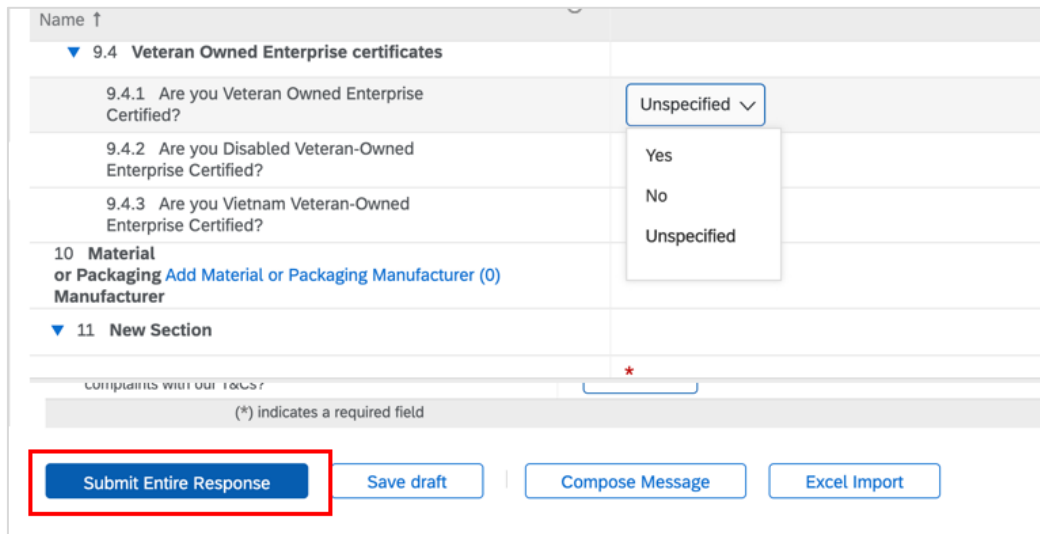 Name ↑
▼ 9.4 Veteran Owned Enterprise certificates
9.4.1 Are you Veteran Owned Enterprise
Certified?
Unspecified
9.4.2 Are you Disabled Veteran-Owned
Enterprise Certified?
Yes
9.4.3 Are you Vietnam Veteran-Owned
Enterprise Certified?
No
Unspecified
10 Material
or Packaging Add Material or Packaging Manufacturer (0)
Manufacturer
▼ 11 New Section
*
complaints with our T&Cs?
(*) indicates a required field
Submit Entire Response
Save draft
Compose Message
Excel Import